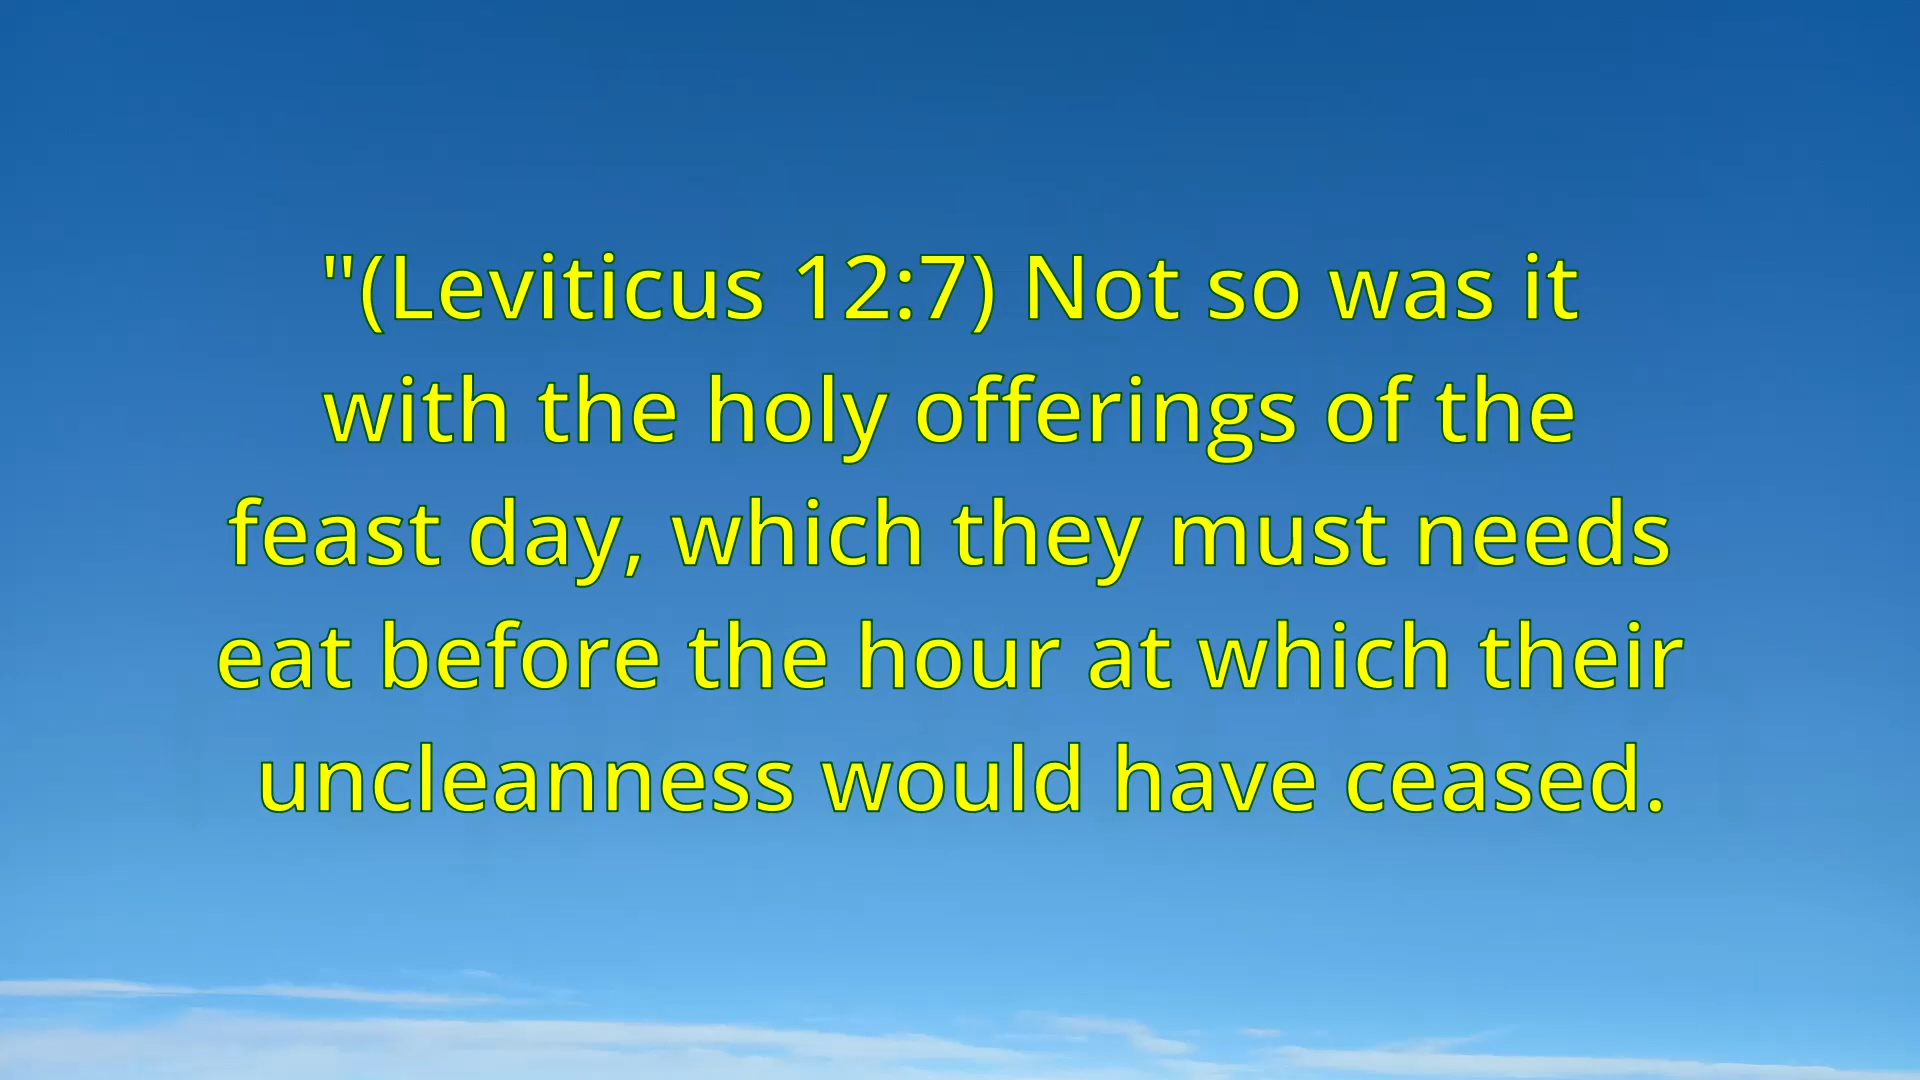 "(Leviticus 12:7) Not so was it
with the holy offerings of the
feast day, which they must needs
eat before the hour at which their
uncleanness would have ceased.